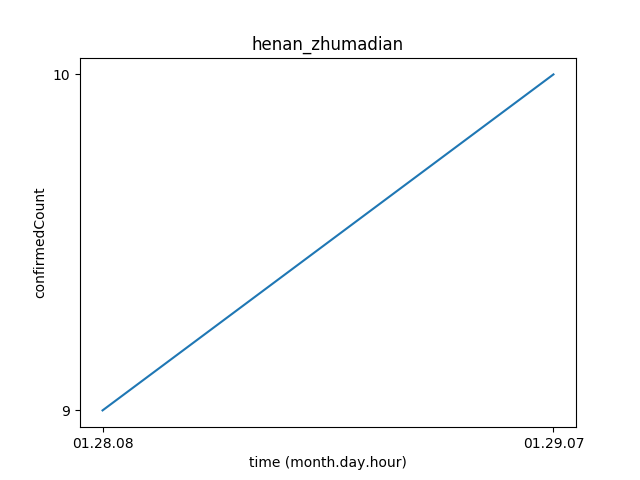 henan_zhumadian
10
confirmedCount
9
01.28.08
01.29.07
time (month.day.hour)